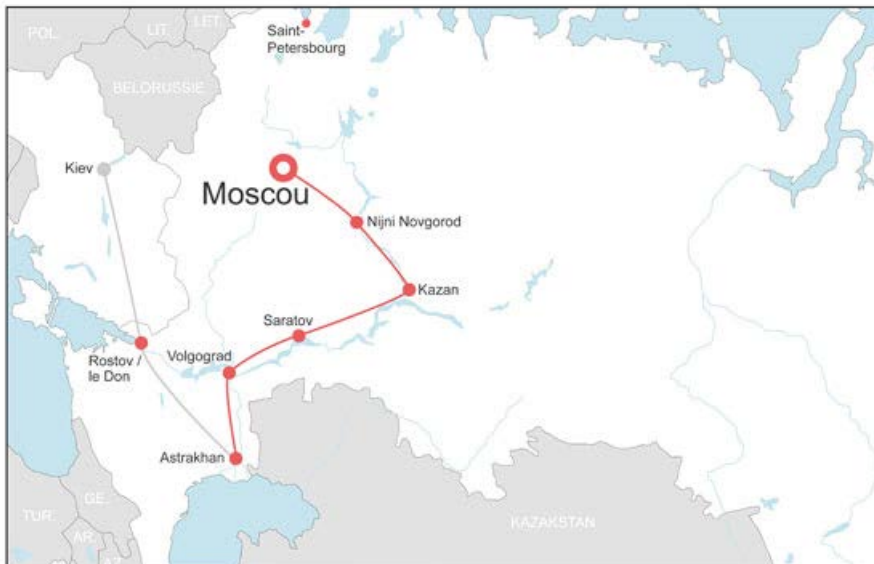 POL.
LIT.
LET.
Saint-
Petersbourg
BELORUSSIE
Kiev
Moscou
Nijni Novgorod
Kazan
Saratov
Volgograd
Rostov /
le Don
Astrakhan
GE.
TUR.
AR.
AZ.
KAZAKSTAN